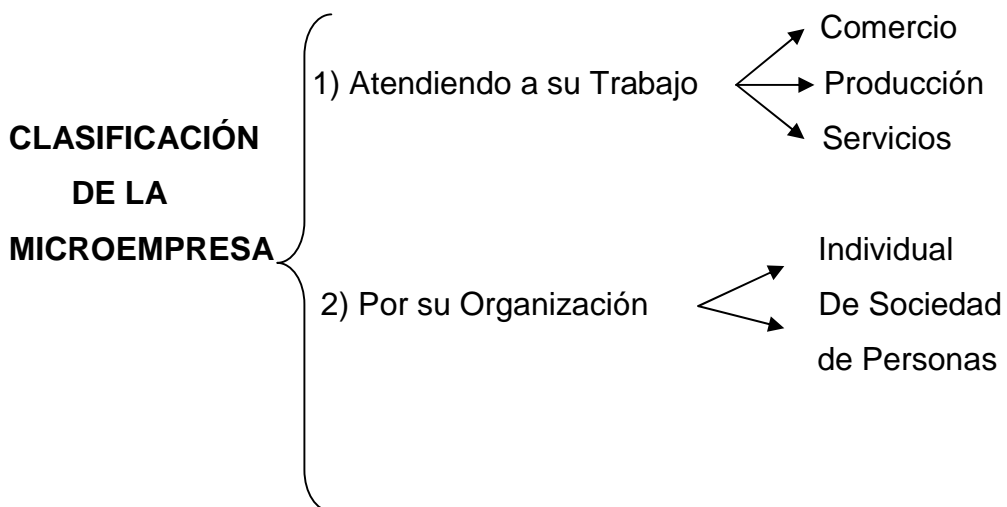 CLASIFICACIÓN
DE LA
MICROEMPRESA
1) Atendiendo a su Trabajo
Comercio
Producción
Servicios
2) Por su Organización
Individual
De Sociedad
de Personas